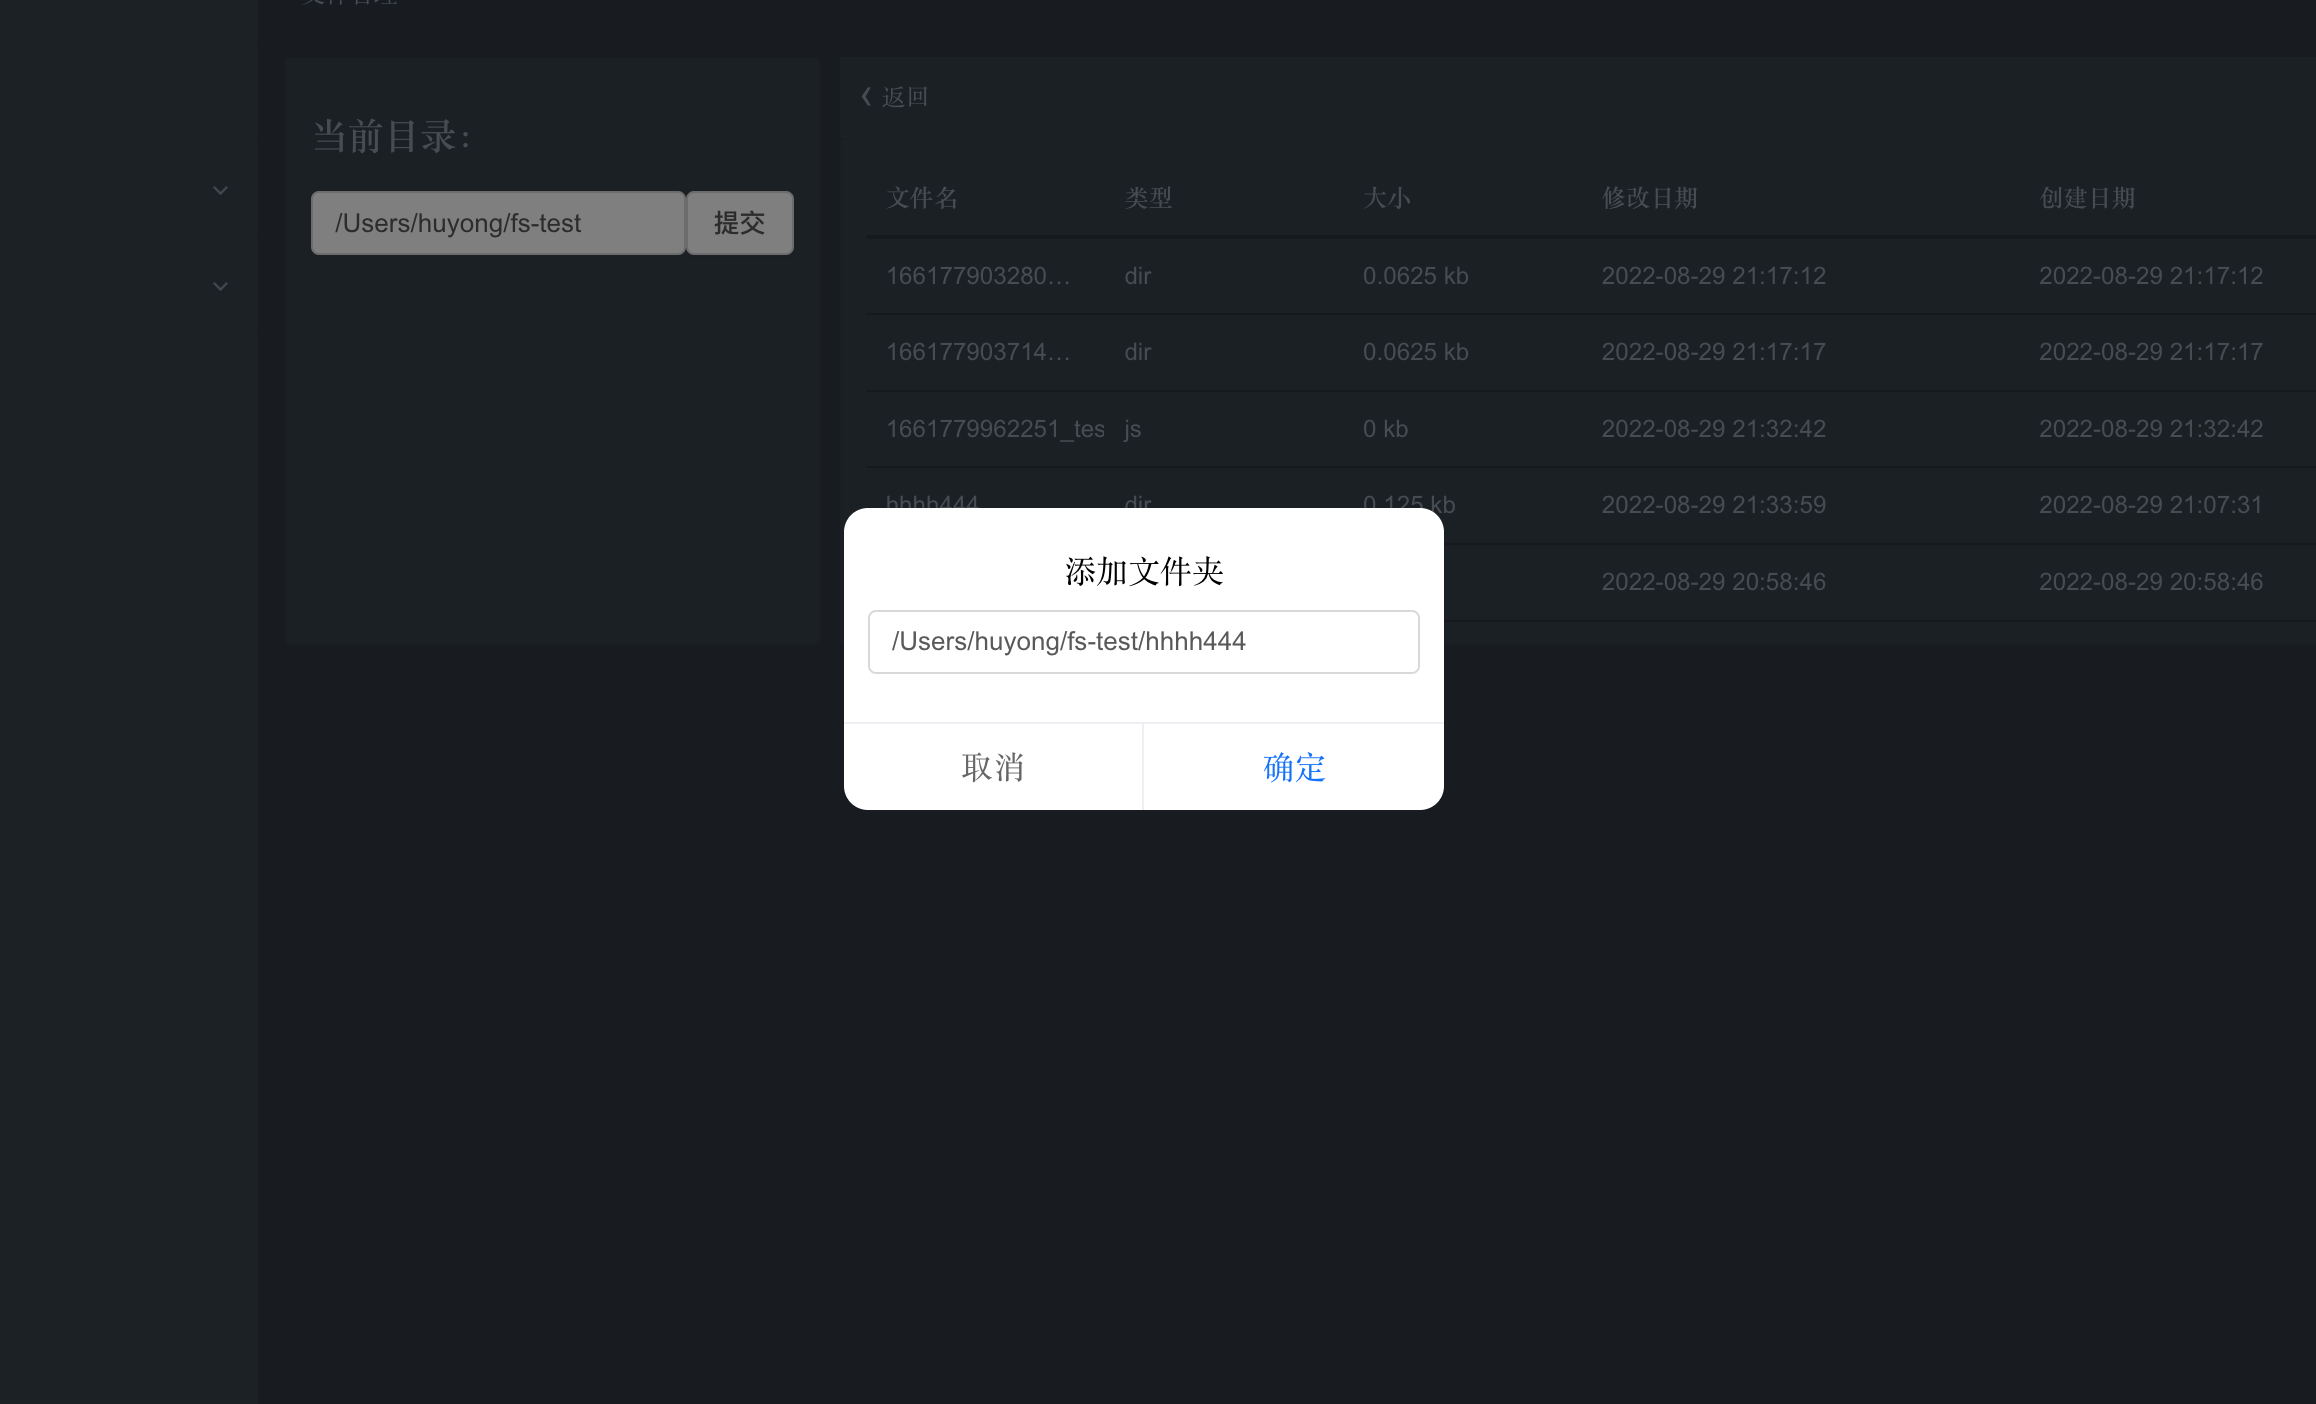 文件管理
当前目录:
/Users/huyong/fs-test 提交
返回
文件名 类型 大小 修改日期 创建日期
166177903280… dir 0.0625 kb 2022-08-29 21:17:12 2022-08-29 21:17:12
166177903714… dir 0.0625 kb 2022-08-29 21:17:17 2022-08-29 21:17:17
1661779962251_tes js 0 kb 2022-08-29 21:32:42 2022-08-29 21:32:42
hhhh444 dir 0.125 kb 2022-08-29 21:33:59 2022-08-29 21:07:31
2022-08-29 20:58:46 2022-08-29 20:58:46
添加文件夹
/Users/huyong/fs-test/hhhh444
取消 确定